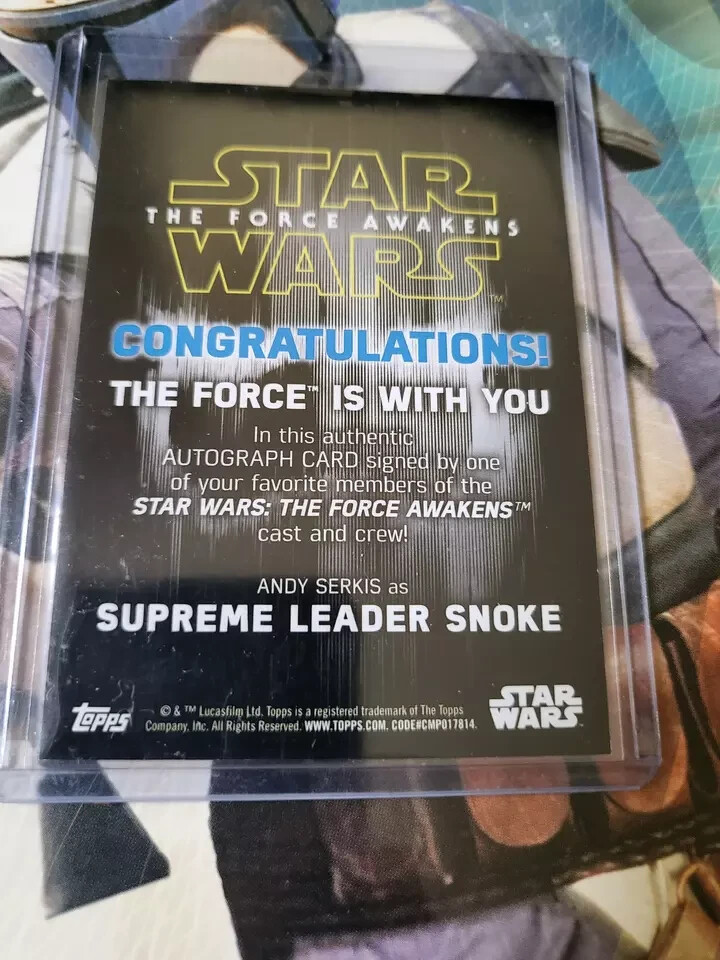 STAR
THE FORCE AWAKENS
WARS™
CONGRATULATIONS!
THE FORCE™ IS WITH YOU
In this authentic
AUTOGRAPH CARD signed by one
of your favorite members of the
STAR WARS: THE FORCE AWAKENS™
cast and crew!
ANDY SERKIS as
SUPREME LEADER SNOKE
Topps
© & ™ Lucasfilm Ltd. Topps is a registered trademark of The Topps
Company, Inc. All Rights Reserved. WWW.TOPPS.COM. CODE#CMP017814.
STAR
WARS